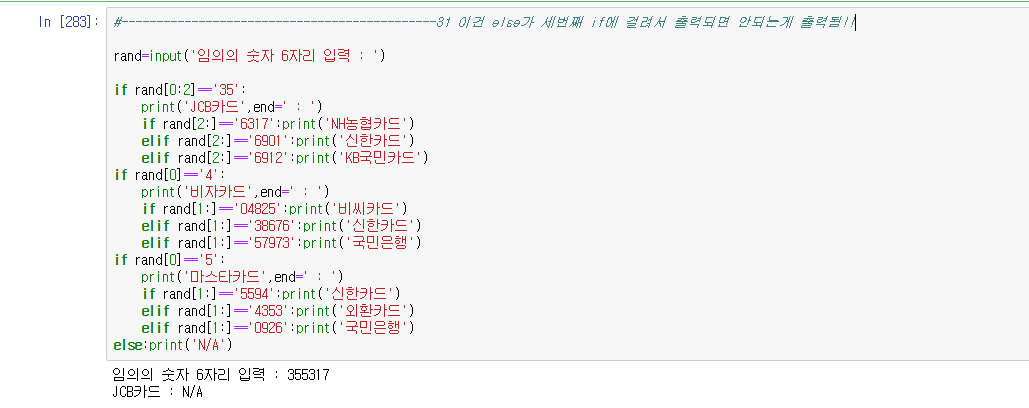 In [283]: #---------------------------------------------31 이건 else가 세번째 if에 걸려서 출력되면 안되는게 출력됨!!
rand=input('임의의 숫자 6자리 입력 : ')
if rand[0:2]=='35':
    print('JCB카드',end=' : ')
    if rand[2:]=='6317':print('NH농협카드')
    elif rand[2:]=='6901':print('신한카드')
    elif rand[2:]=='6912':print('KB국민카드')
if rand[0]=='4':
    print('비자카드',end=' : ')
    if rand[1:]=='04825':print('비씨카드')
    elif rand[1:]=='38676':print('신한카드')
    elif rand[1:]=='57973':print('국민은행')
if rand[0]=='5':
    print('마스타카드',end=' : ')
    if rand[1:]=='5594':print('신한카드')
    elif rand[1:]=='4353':print('외환카드')
    elif rand[1:]=='0926':print('국민은행')
else:print('N/A')
임의의 숫자 6자리 입력 : 355317
JCB카드 : N/A